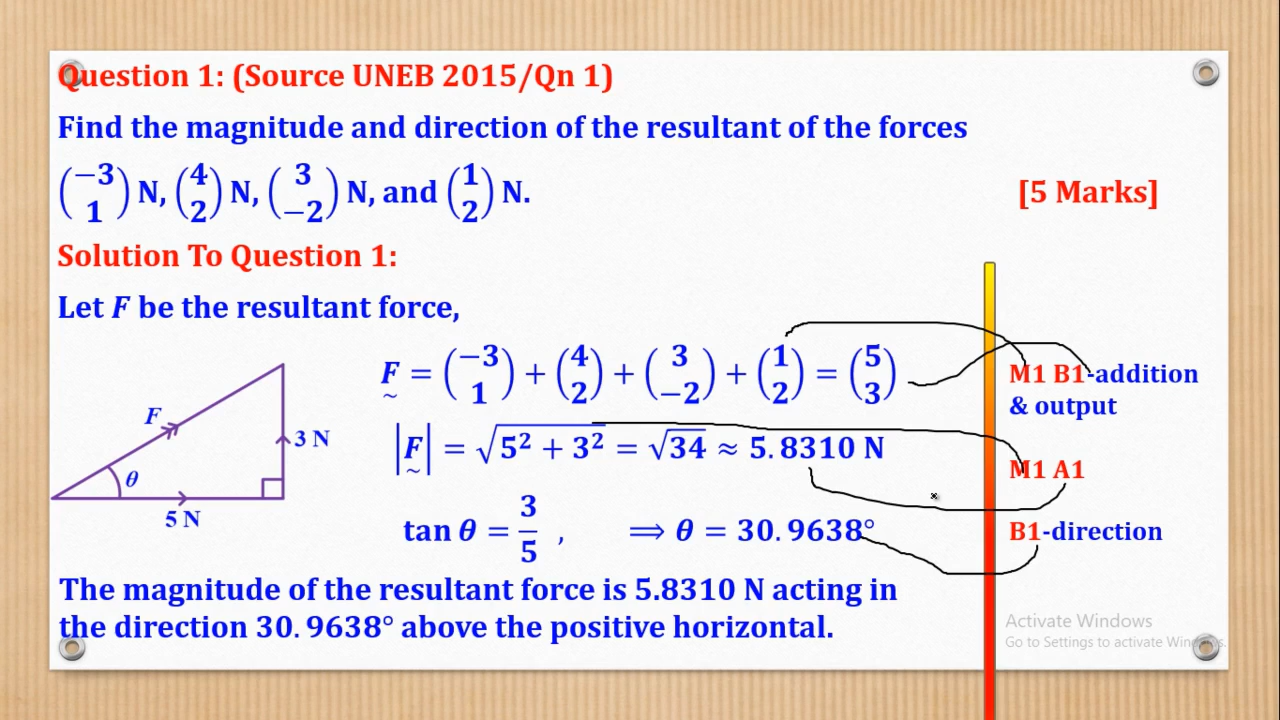 Question 1: (Source UNEB 2015/Qn 1)
Find the magnitude and direction of the resultant of the forces
(−3 1) N, (4 2) N, (3 −2) N, and (1 2) N.
[5 Marks]
Solution To Question 1:
Let F be the resultant force,
F
3 N
θ
5 N
F̰ = (−3 1) + (4 2) + (3 −2) + (1 2) = (5 3)
M1 B1-addition
& output
|F̰| = √(5² + 3²) = √34 ≈ 5.8310 N
M1 A1
tan θ = 3/5 , ⟹ θ = 30.9638°
B1-direction
The magnitude of the resultant force is 5.8310 N acting in
the direction 30.9638° above the positive horizontal.
Activate Windows
Go to Settings to activate Windows.